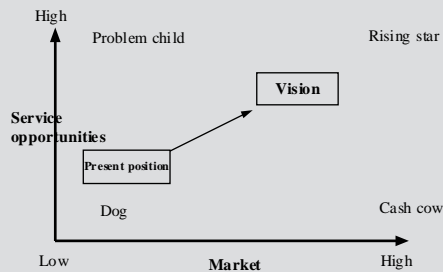 High
Problem child
Rising star
Vision
Service
opportunities
Present position
Dog
Cash cow
Low
Market
High